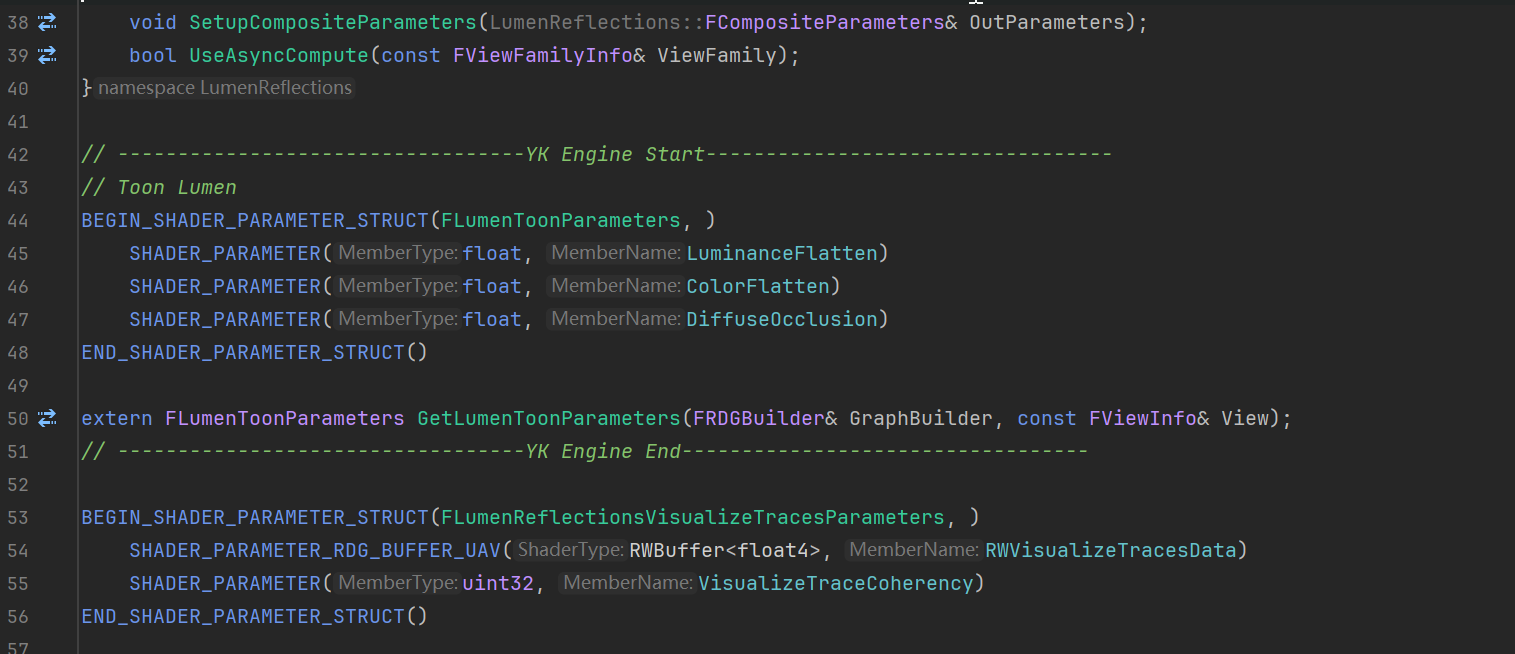 38 void SetupCompositeParameters(LumenReflections::FCompositeParameters& OutParameters);
39 bool UseAsyncCompute(const FViewFamilyInfo& ViewFamily);
40 } namespace LumenReflections
41
42 // ----------------------------------YK Engine Start----------------------------------
43 // Toon Lumen
44 BEGIN_SHADER_PARAMETER_STRUCT(FLumenToonParameters, )
45 SHADER_PARAMETER( MemberType: float, MemberName: LuminanceFlatten)
46 SHADER_PARAMETER( MemberType: float, MemberName: ColorFlatten)
47 SHADER_PARAMETER( MemberType: float, MemberName: DiffuseOcclusion)
48 END_SHADER_PARAMETER_STRUCT()
49
50 extern FLumenToonParameters GetLumenToonParameters(FRDGBuilder& GraphBuilder, const FViewInfo& View);
51 // ----------------------------------YK Engine End----------------------------------
52
53 BEGIN_SHADER_PARAMETER_STRUCT(FLumenReflectionsVisualizeTracesParameters, )
54 SHADER_PARAMETER_RDG_BUFFER_UAV( ShaderType: RWBuffer<float4>, MemberName: RWVisualizeTracesData)
55 SHADER_PARAMETER( MemberType: uint32, MemberName: VisualizeTraceCoherency)
56 END_SHADER_PARAMETER_STRUCT()
57